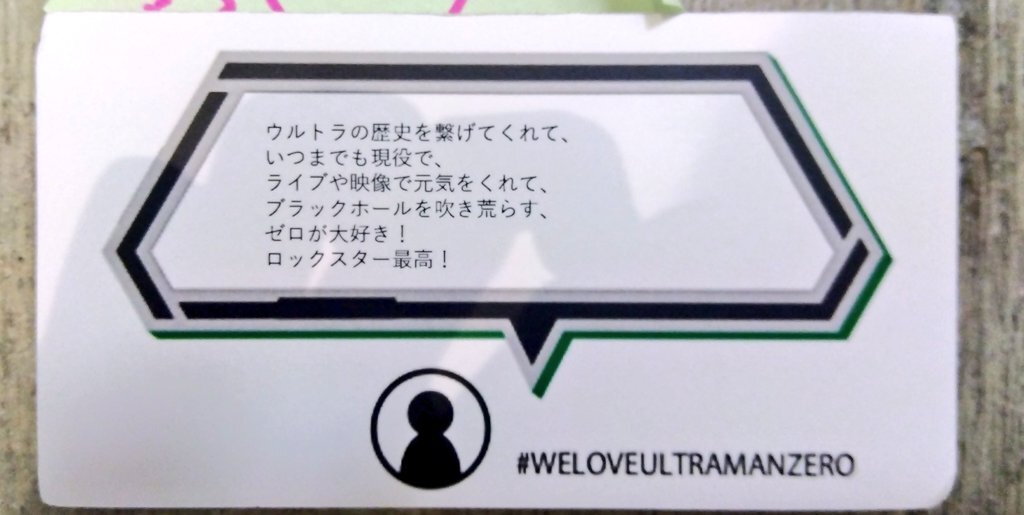 ウルトラの歴史を繋げてくれて、
いつまでも現役で、
ライブや映像で元気をくれて、
ブラックホールを吹き荒らす、
ゼロが大好き！
ロックスター最高！
#WELOVEULTRAMANZERO